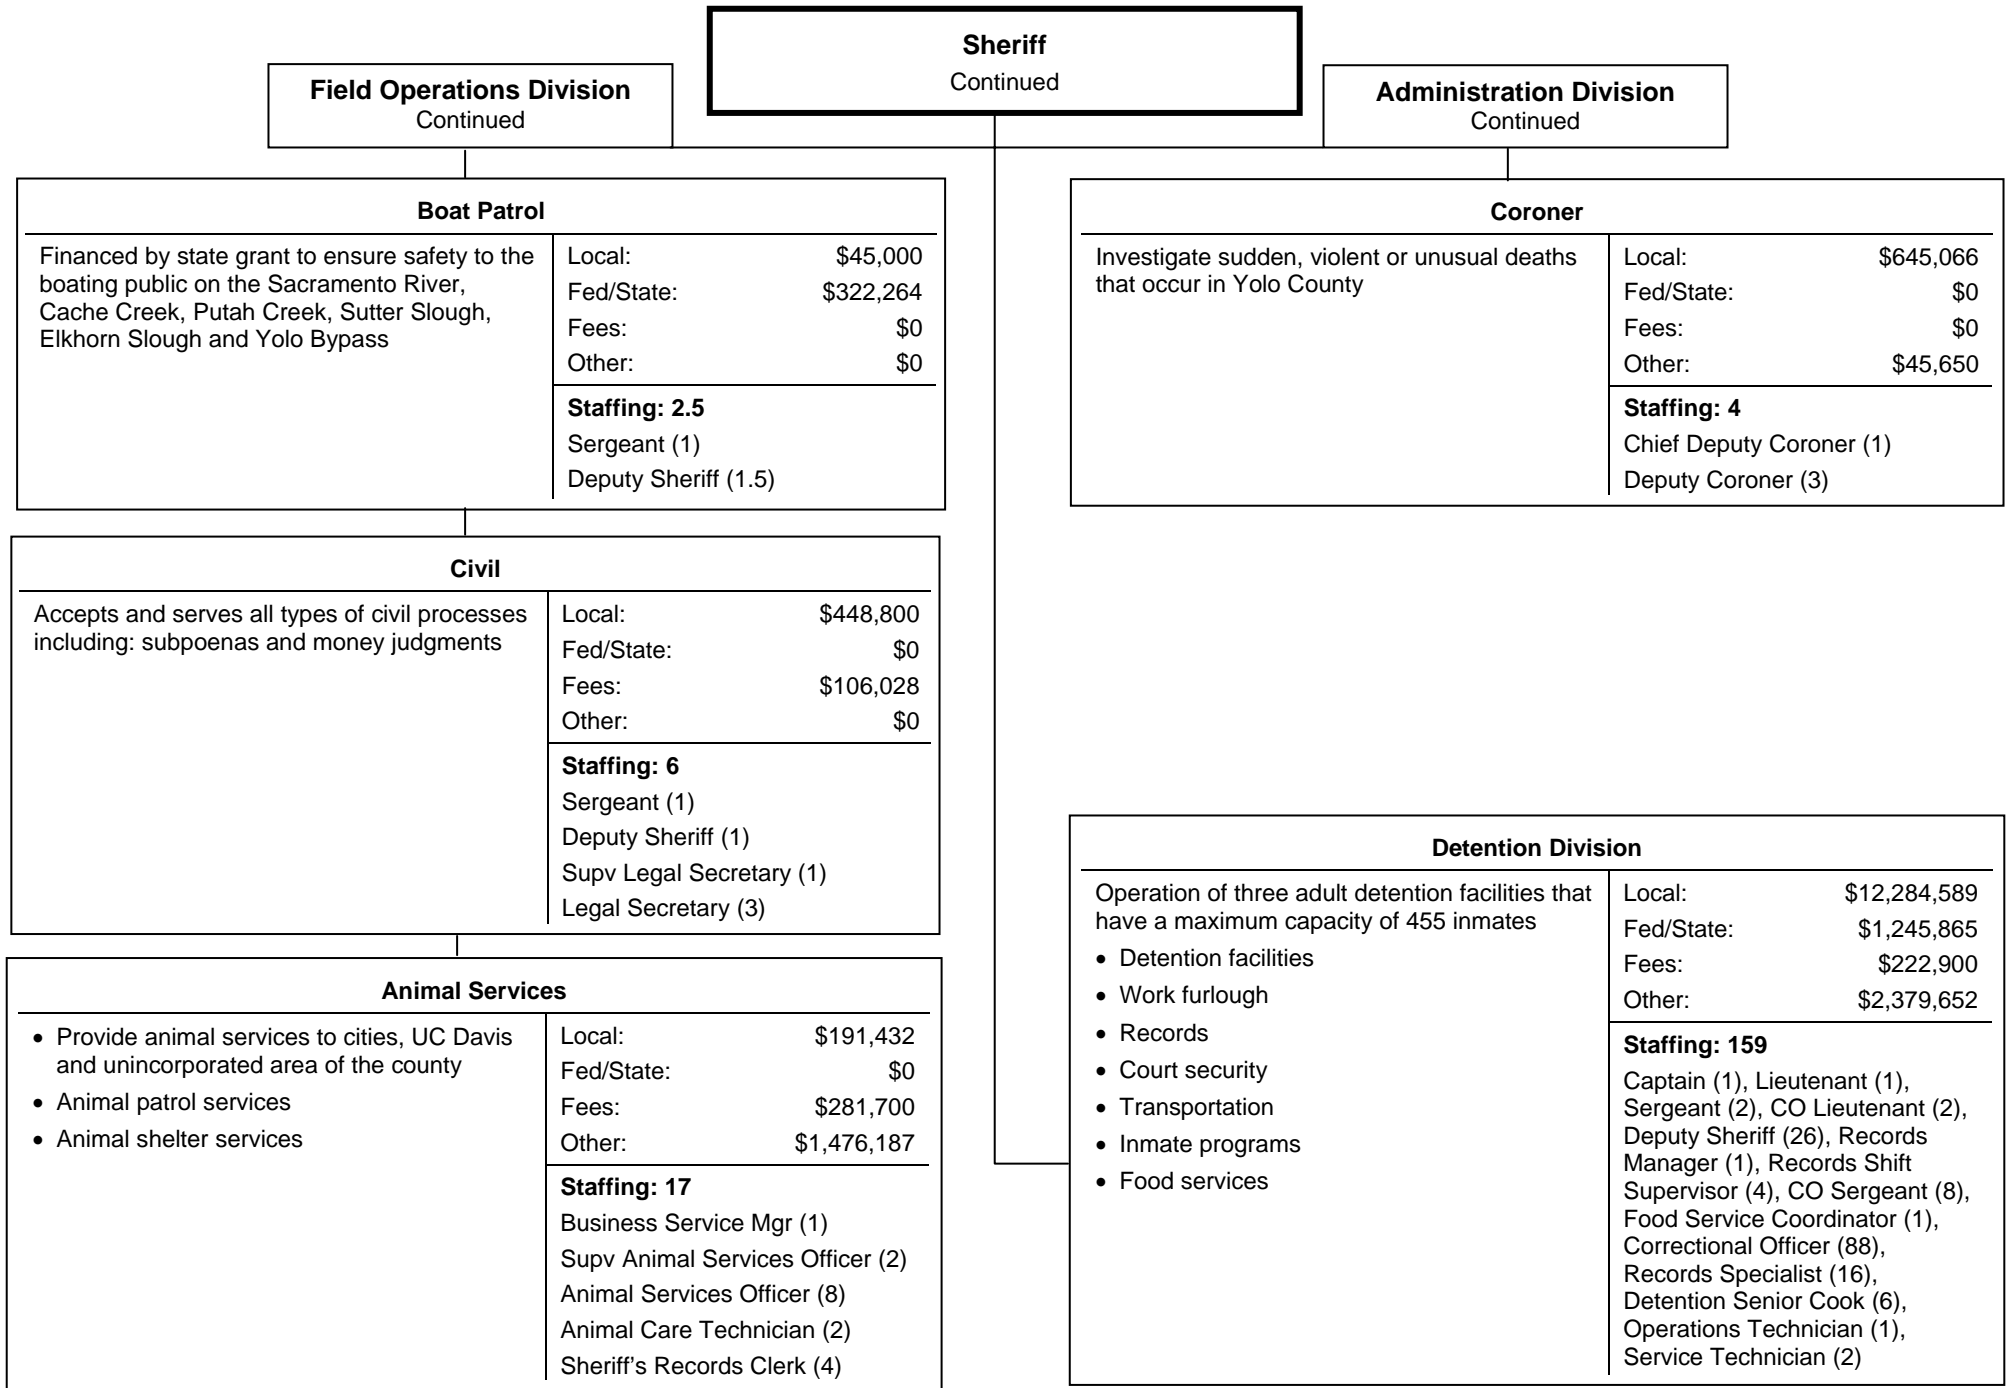 Sheriff
Continued
Field Operations Division
Continued
Administration Division
Continued
Boat Patrol
Financed by state grant to ensure safety to the
boating public on the Sacramento River,
Cache Creek, Putah Creek, Sutter Slough,
Elkhorn Slough and Yolo Bypass
Local: $45,000
Fed/State: $322,264
Fees: $0
Other: $0
Staffing: 2.5
Sergeant (1)
Deputy Sheriff (1.5)
Coroner
Investigate sudden, violent or unusual deaths
that occur in Yolo County
Local: $645,066
Fed/State: $0
Fees: $0
Other: $45,650
Staffing: 4
Chief Deputy Coroner (1)
Deputy Coroner (3)
Civil
Accepts and serves all types of civil processes
including: subpoenas and money judgments
Local: $448,800
Fed/State: $0
Fees: $106,028
Other: $0
Staffing: 6
Sergeant (1)
Deputy Sheriff (1)
Supv Legal Secretary (1)
Legal Secretary (3)
Animal Services
• Provide animal services to cities, UC Davis
and unincorporated area of the county
• Animal patrol services
• Animal shelter services
Local: $191,432
Fed/State: $0
Fees: $281,700
Other: $1,476,187
Staffing: 17
Business Service Mgr (1)
Supv Animal Services Officer (2)
Animal Services Officer (8)
Animal Care Technician (2)
Sheriff’s Records Clerk (4)
Detention Division
Operation of three adult detention facilities that
have a maximum capacity of 455 inmates
• Detention facilities
• Work furlough
• Records
• Court security
• Transportation
• Inmate programs
• Food services
Local: $12,284,589
Fed/State: $1,245,865
Fees: $222,900
Other: $2,379,652
Staffing: 159
Captain (1), Lieutenant (1),
Sergeant (2), CO Lieutenant (2),
Deputy Sheriff (26), Records
Manager (1), Records Shift
Supervisor (4), CO Sergeant (8),
Food Service Coordinator (1),
Correctional Officer (88),
Records Specialist (16),
Detention Senior Cook (6),
Operations Technician (1),
Service Technician (2)